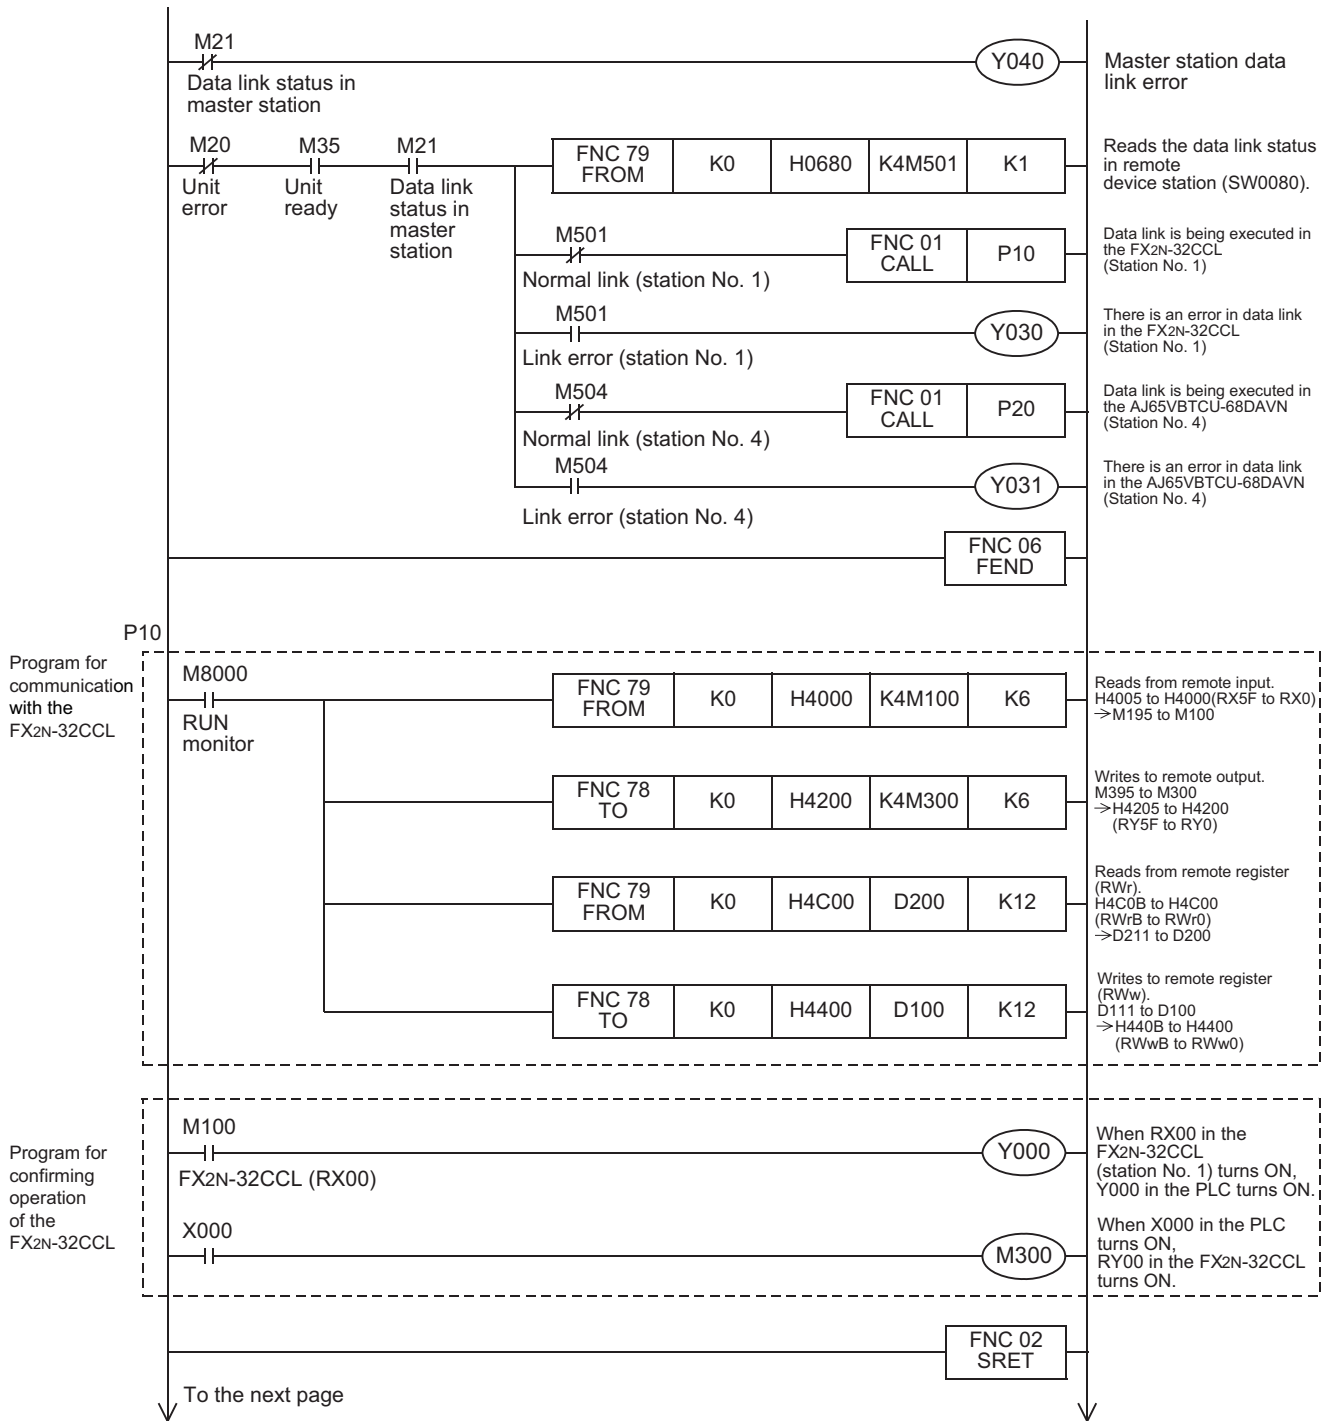 M21
Y040
Data link status in
master station
Master station data
link error
M20
M35
M21
Unit
error
Unit
ready
Data link
status in
master
station
FNC 79
FROM
K0
H0680
K4M501
K1
Reads the data link status
in remote
device station (SW0080).
M501
Normal link (station No. 1)
FNC 01
CALL
P10
Data link is being executed in
the FX2N-32CCL
(Station No. 1)
M501
Link error (station No. 1)
Y030
There is an error in data link
in the FX2N-32CCL
(Station No. 1)
M504
Normal link (station No. 4)
FNC 01
CALL
P20
Data link is being executed in
the AJ65VBTCU-68DAVN
(Station No. 4)
M504
Link error (station No. 4)
Y031
There is an error in data link
in the AJ65VBTCU-68DAVN
(Station No. 4)
FNC 06
FEND
P10
Program for
communication
with the
FX2N-32CCL
M8000
RUN
monitor
FNC 79
FROM
K0
H4000
K4M100
K6
Reads from remote input.
H4005 to H4000(RX5F to RX0)
→M195 to M100
FNC 78
TO
K0
H4200
K4M300
K6
Writes to remote output.
M395 to M300
→H4205 to H4200
(RY5F to RY0)
FNC 79
FROM
K0
H4C00
D200
K12
Reads from remote register
(RWr).
H4C0B to H4C00
(RWrB to RWr0)
→D211 to D200
FNC 78
TO
K0
H4400
D100
K12
Writes to remote register
(RWw).
D111 to D100
→H440B to H4400
(RWwB to RWw0)
Program for
confirming
operation
of the
FX2N-32CCL
M100
FX2N-32CCL (RX00)
Y000
When RX00 in the
FX2N-32CCL
(station No. 1) turns ON,
Y000 in the PLC turns ON.
X000
M300
When X000 in the PLC
turns ON,
RY00 in the FX2N-32CCL
turns ON.
FNC 02
SRET
To the next page